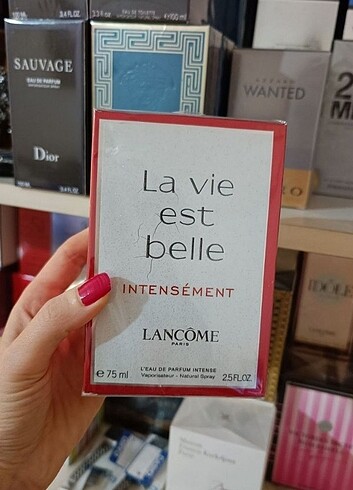 SAUVAGE
EAU DE PARFUM
Dior
WANTED
La vie
est
belle
INTENSÉMENT
LANCÔME
PARIS
L'EAU DE PARFUM INTENSE
Vaporisateur - Natural Spray
℮ 75 ml 2.5 FL.OZ.
IDÔLE